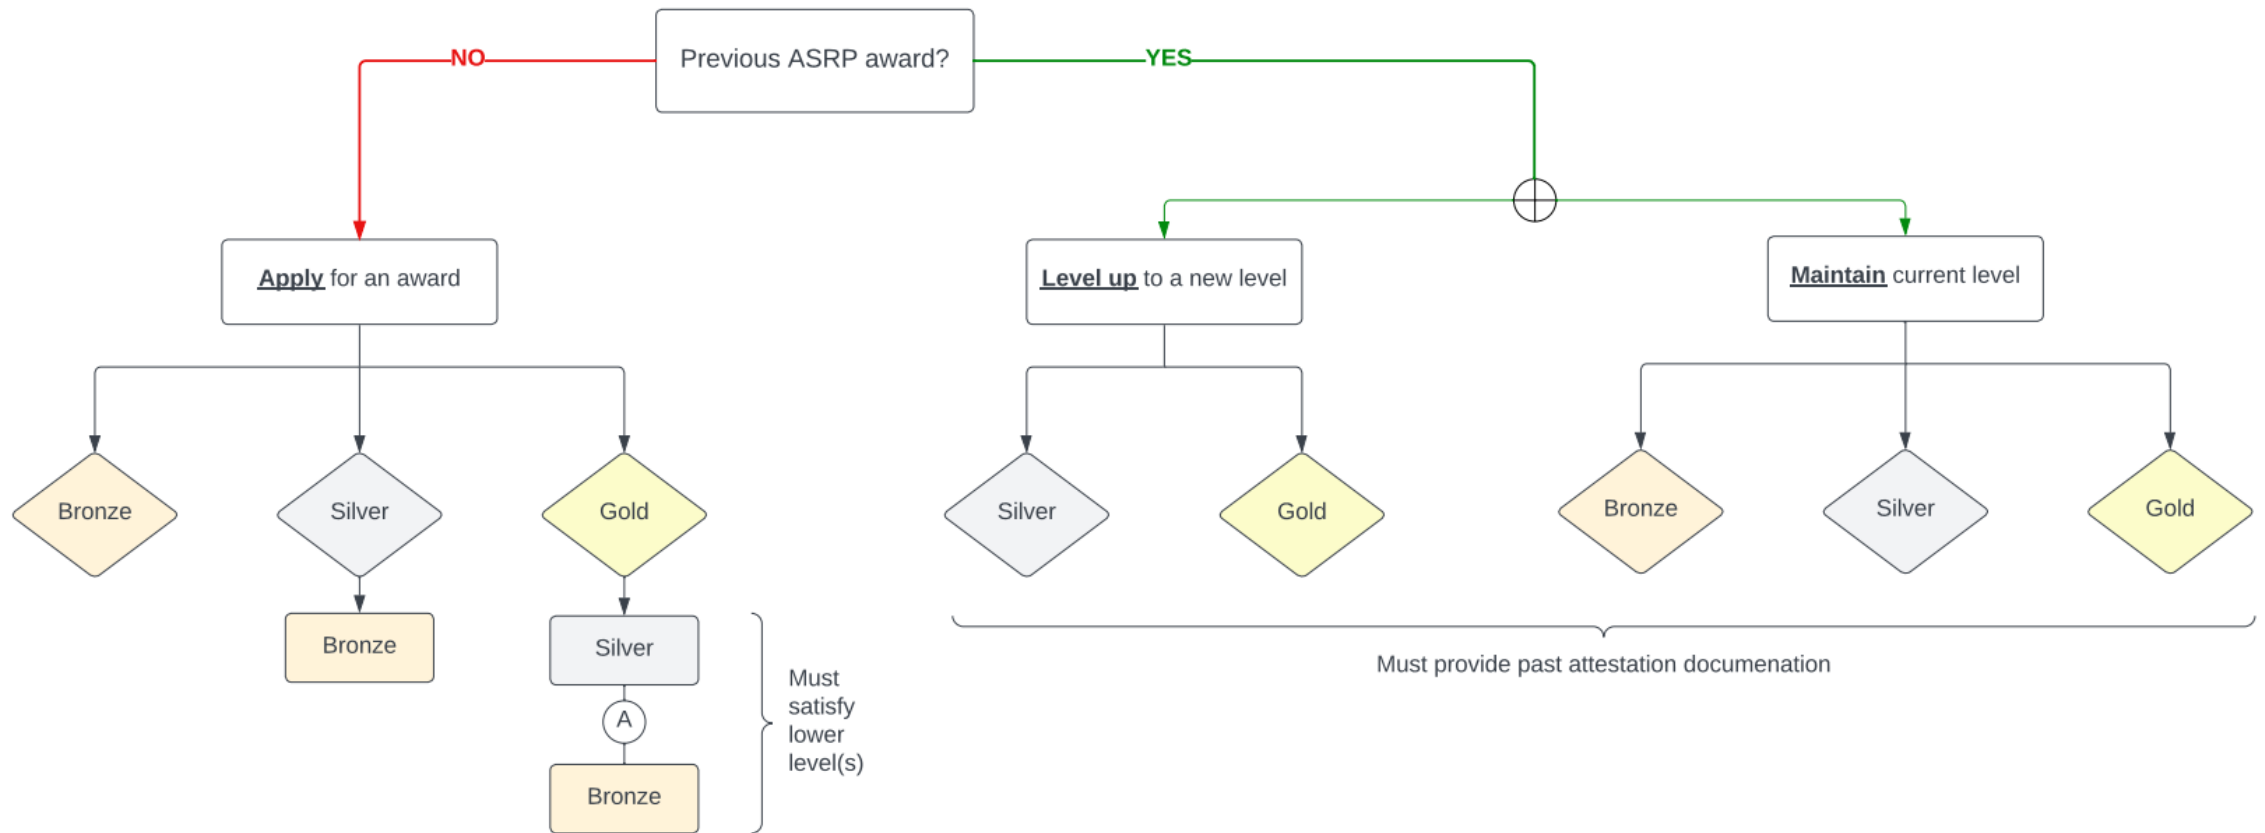 Previous ASRP award?
NO
YES
Apply for an award
Level up to a new level
Maintain current level
Bronze
Silver
Gold
Silver
Gold
Bronze
Silver
Gold
Bronze
Silver
A
Bronze
Must
satisfy
lower
level(s)
Must provide past attestation documenation